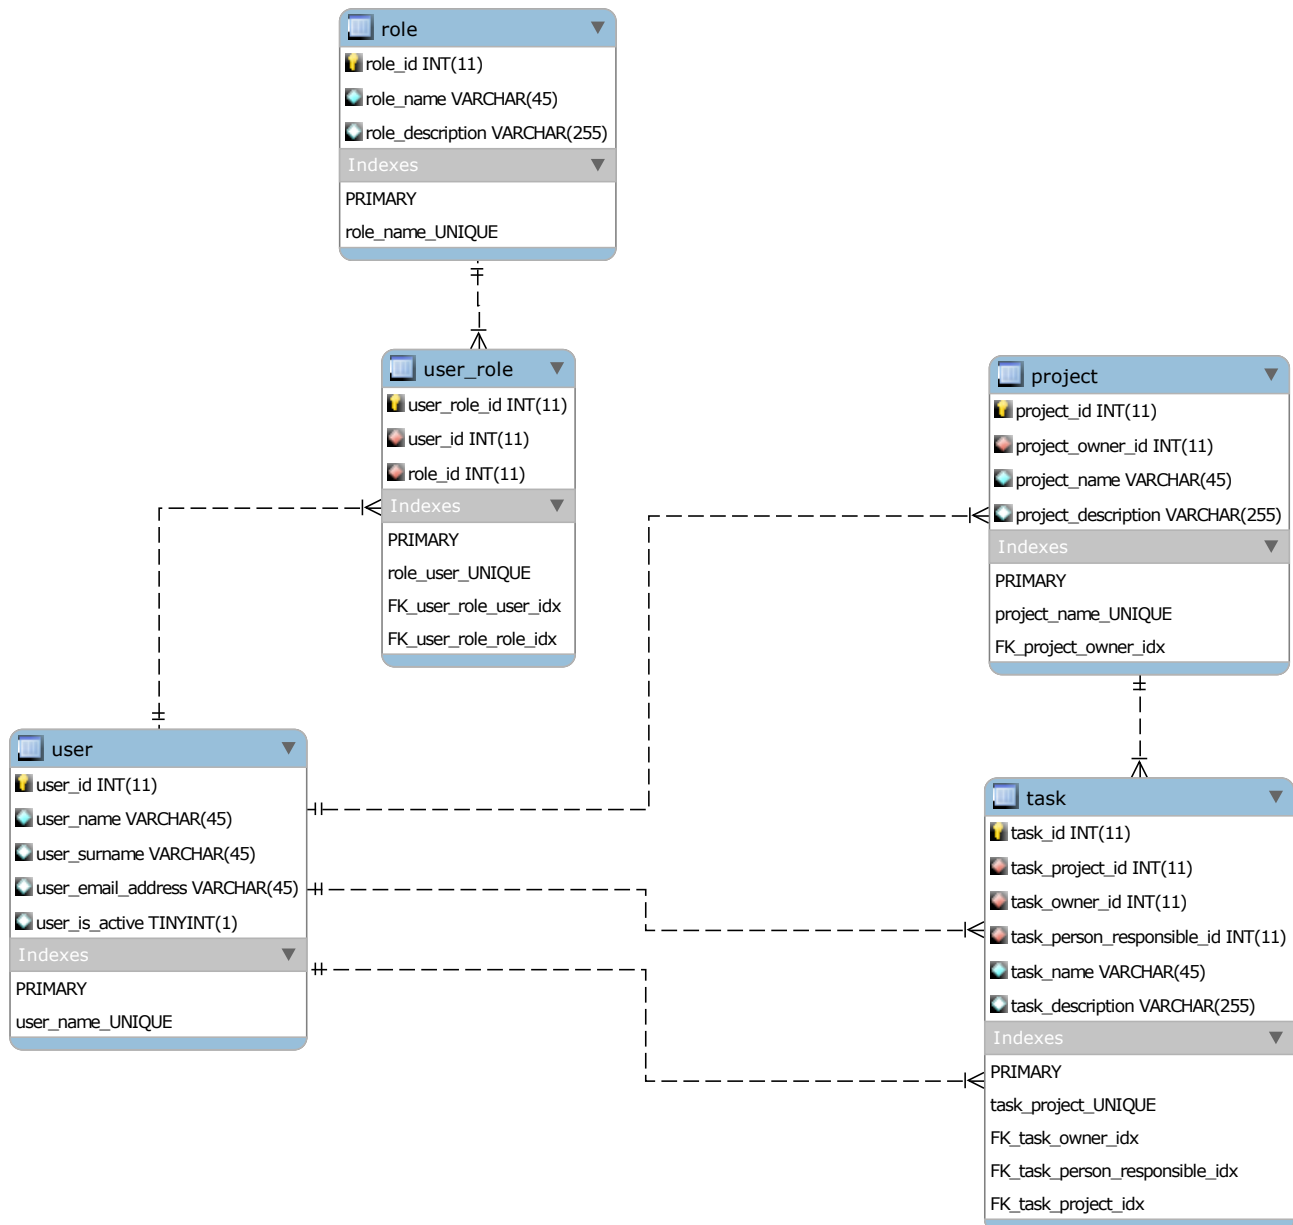 role
role_id INT(11)
role_name VARCHAR(45)
role_description VARCHAR(255)
Indexes
PRIMARY
role_name_UNIQUE
user_role
user_role_id INT(11)
user_id INT(11)
role_id INT(11)
Indexes
PRIMARY
role_user_UNIQUE
FK_user_role_user_idx
FK_user_role_role_idx
project
project_id INT(11)
project_owner_id INT(11)
project_name VARCHAR(45)
project_description VARCHAR(255)
Indexes
PRIMARY
project_name_UNIQUE
FK_project_owner_idx
user
user_id INT(11)
user_name VARCHAR(45)
user_surname VARCHAR(45)
user_email_address VARCHAR(45)
user_is_active TINYINT(1)
Indexes
PRIMARY
user_name_UNIQUE
task
task_id INT(11)
task_project_id INT(11)
task_owner_id INT(11)
task_person_responsible_id INT(11)
task_name VARCHAR(45)
task_description VARCHAR(255)
Indexes
PRIMARY
task_project_UNIQUE
FK_task_owner_idx
FK_task_person_responsible_idx
FK_task_project_idx